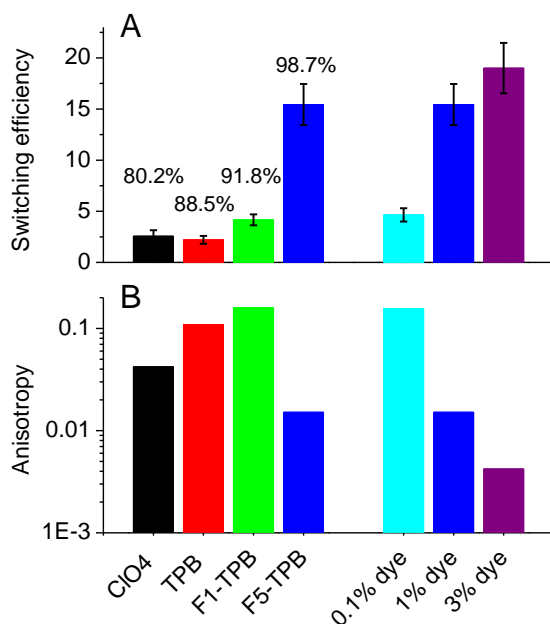 A
Switching efficiency
20
15
10
5
0
80.2%
88.5%
91.8%
98.7%
B
Anisotropy
0.1
0.01
1E-3
ClO4
TPB
F1-TPB
F5-TPB
0.1% dye
1% dye
3% dye